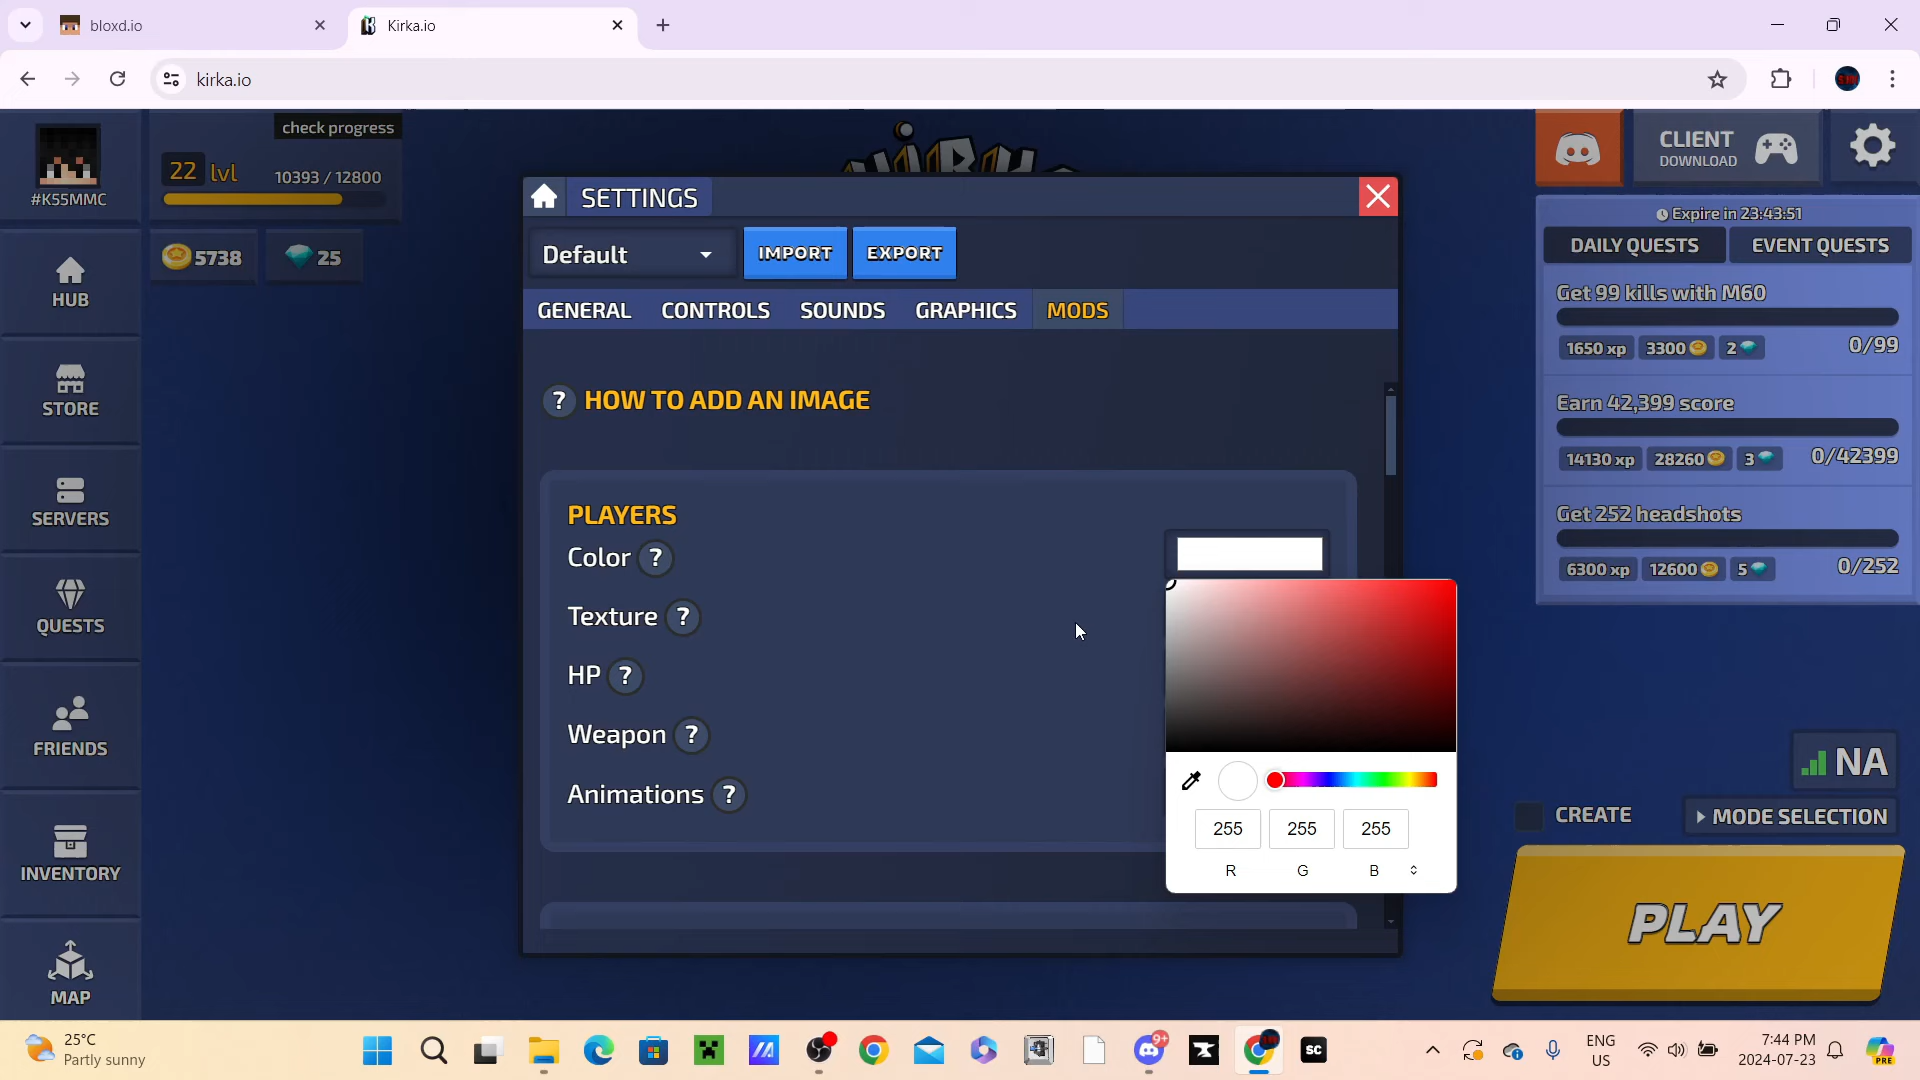 bloxd.io
Kirka.io
kirka.io
#K55MMC
22 lvl
check progress
10393 / 12800
5738
25
HUB
STORE
SERVERS
QUESTS
FRIENDS
INVENTORY
MAP
SETTINGS
Default
IMPORT
EXPORT
GENERAL
CONTROLS
SOUNDS
GRAPHICS
MODS
? HOW TO ADD AN IMAGE
PLAYERS
Color ?
Texture ?
HP ?
Weapon ?
Animations ?
255 255 255
R G B
CLIENT
DOWNLOAD
Expire in 23:43:51
DAILY QUESTS
EVENT QUESTS
Get 99 kills with M60
1650 xp 3300 2 0/99
Earn 42,399 score
14130 xp 28260 3 0/42399
Get 252 headshots
6300 xp 12600 5 0/252
NA
CREATE
MODE SELECTION
PLAY
25°C
Partly sunny
9+
SC
ENG
US
7:44 PM
2024-07-23
PRE